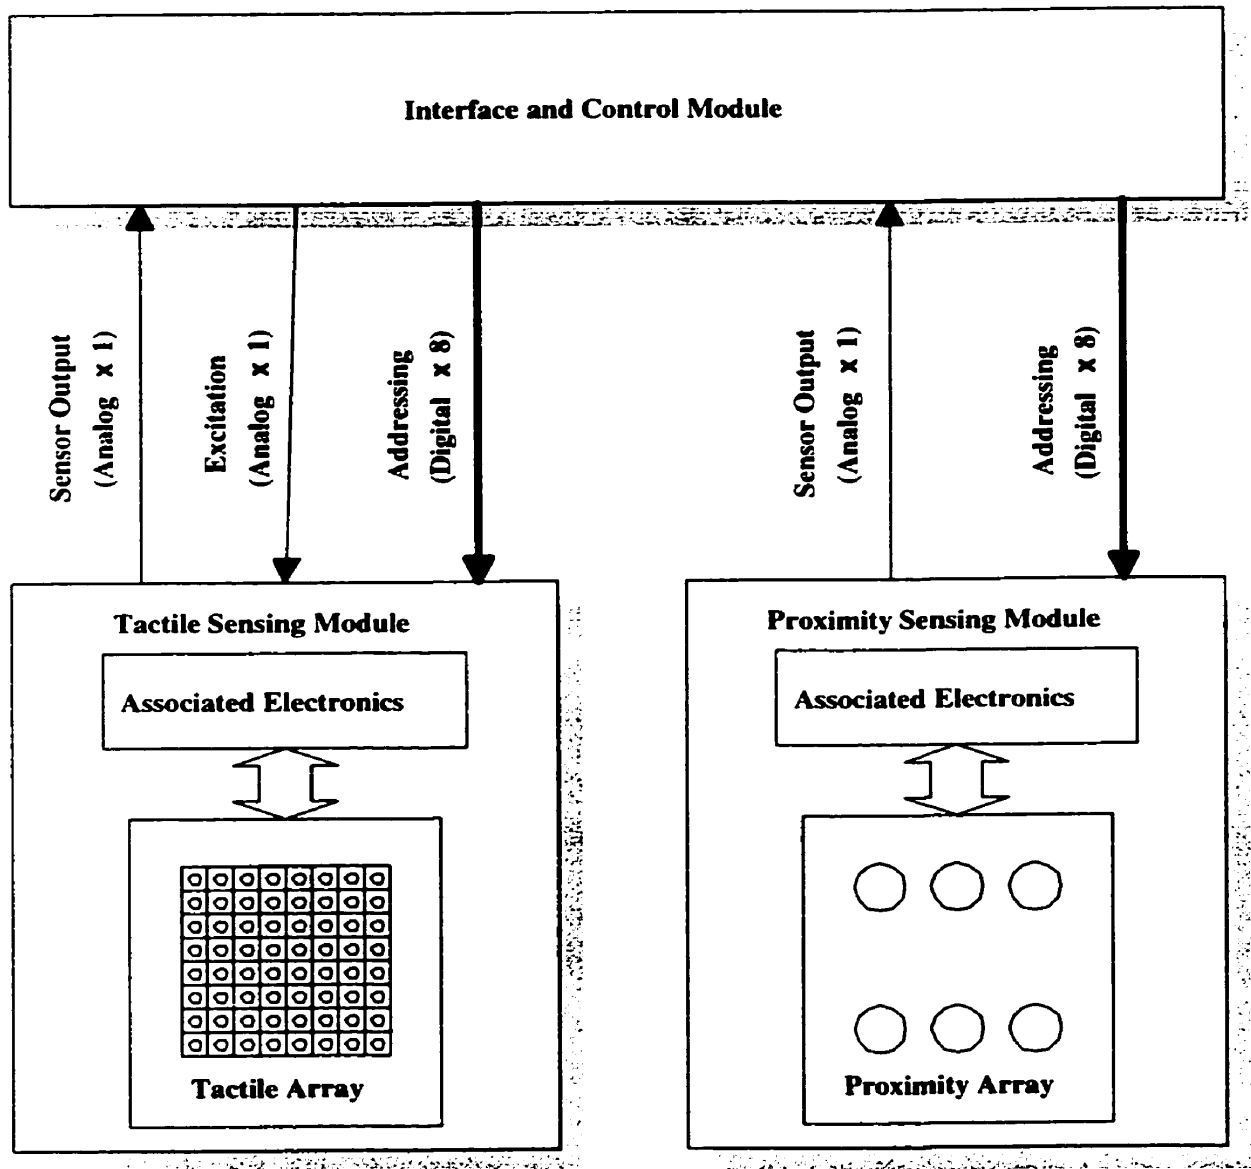 Interface and Control Module
Sensor Output
(Analog x 1)
Excitation
(Analog x 1)
Addressing
(Digital x 8)
Sensor Output
(Analog x 1)
Addressing
(Digital x 8)
Tactile Sensing Module
Associated Electronics
Tactile Array
Proximity Sensing Module
Associated Electronics
Proximity Array